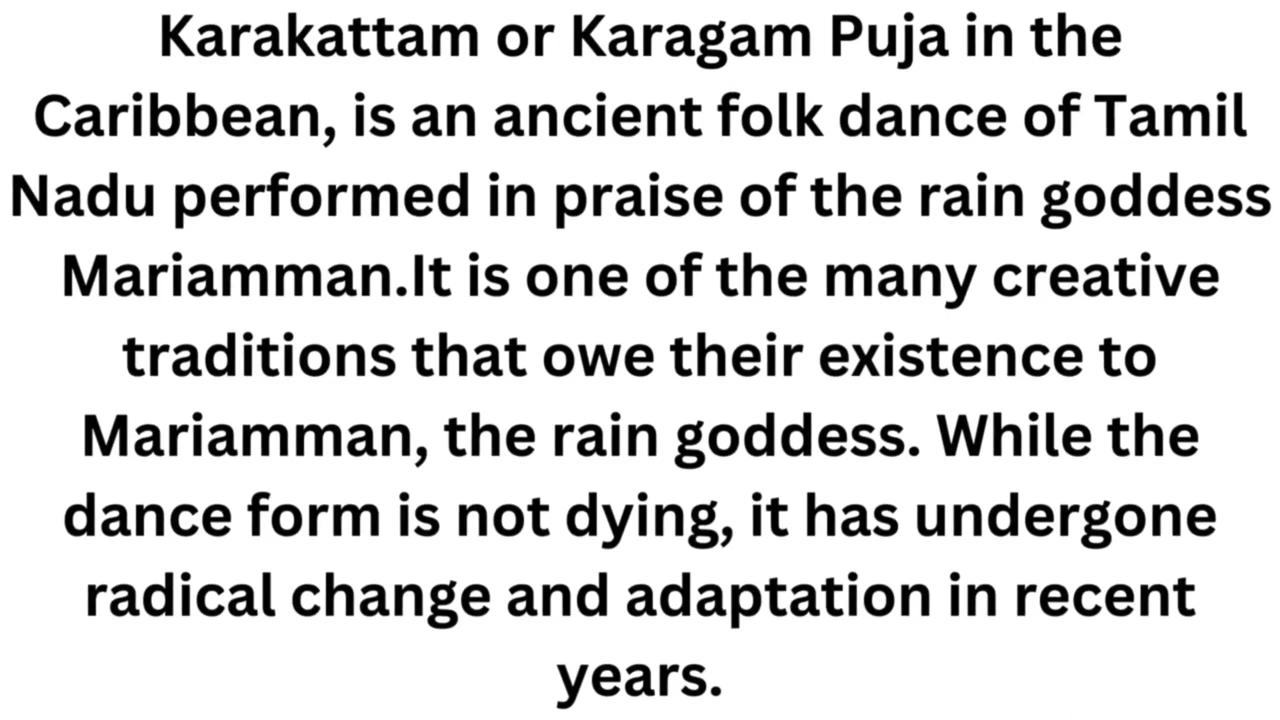 Karakattam or Karagam Puja in the
Caribbean, is an ancient folk dance of Tamil
Nadu performed in praise of the rain goddess
Mariamman.It is one of the many creative
traditions that owe their existence to
Mariamman, the rain goddess. While the
dance form is not dying, it has undergone
radical change and adaptation in recent
years.